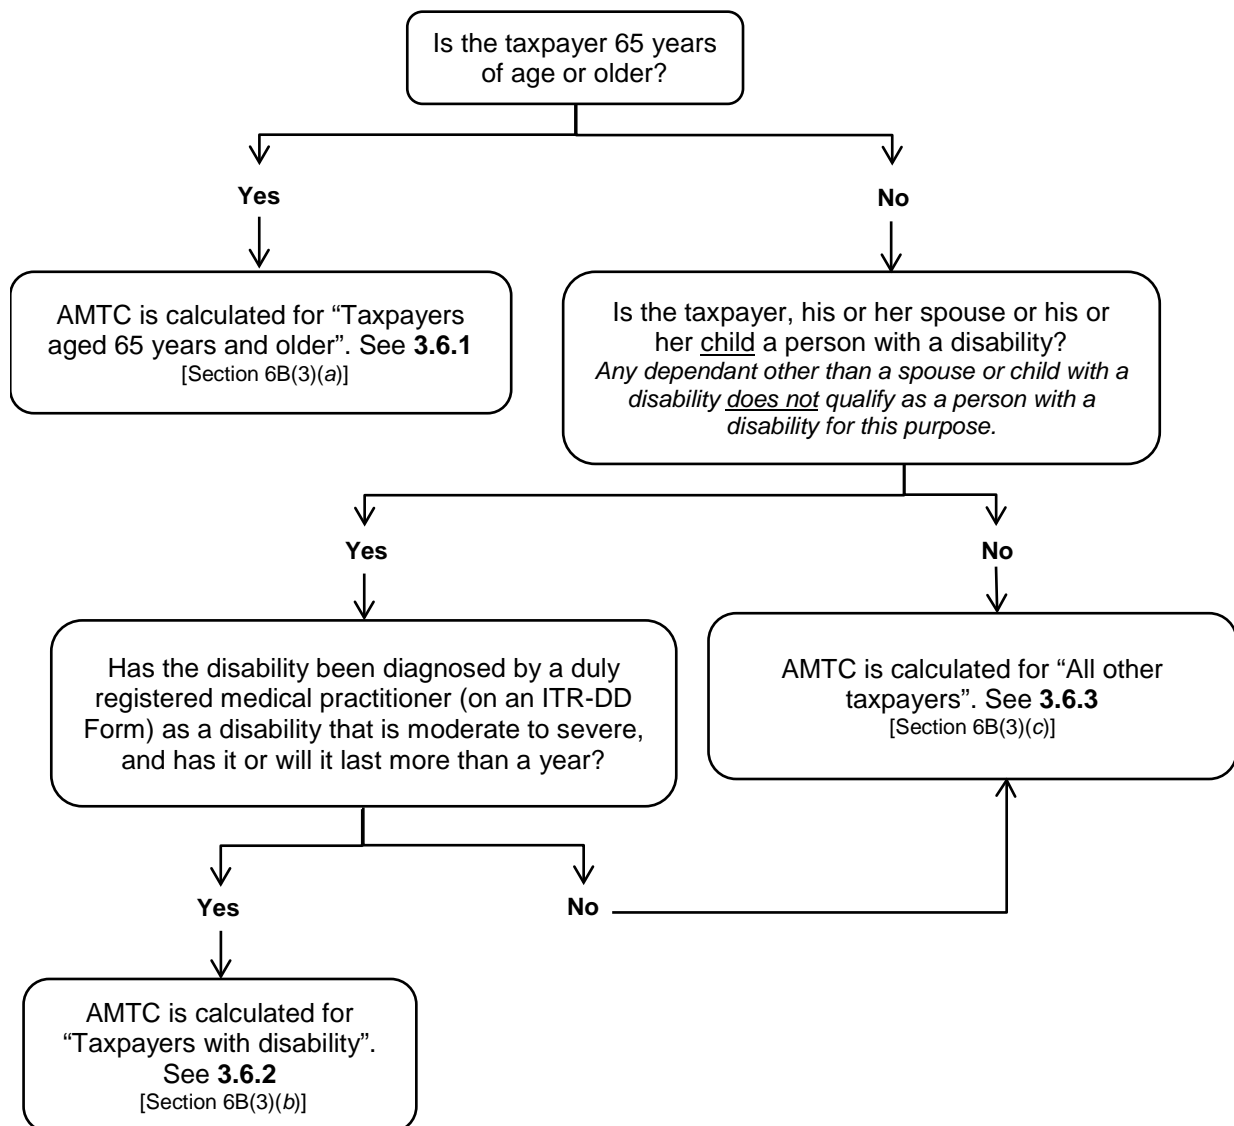 Is the taxpayer 65 years
of age or older?
Yes
No
AMTC is calculated for “Taxpayers
aged 65 years and older”. See 3.6.1
[Section 6B(3)(a)]
Is the taxpayer, his or her spouse or his or
her child a person with a disability?
Any dependant other than a spouse or child with a
disability does not qualify as a person with a
disability for this purpose.
Yes
No
Has the disability been diagnosed by a duly
registered medical practitioner (on an ITR-DD
Form) as a disability that is moderate to severe,
and has it or will it last more than a year?
AMTC is calculated for “All other
taxpayers”. See 3.6.3
[Section 6B(3)(c)]
Yes
No
AMTC is calculated for
“Taxpayers with disability”.
See 3.6.2
[Section 6B(3)(b)]